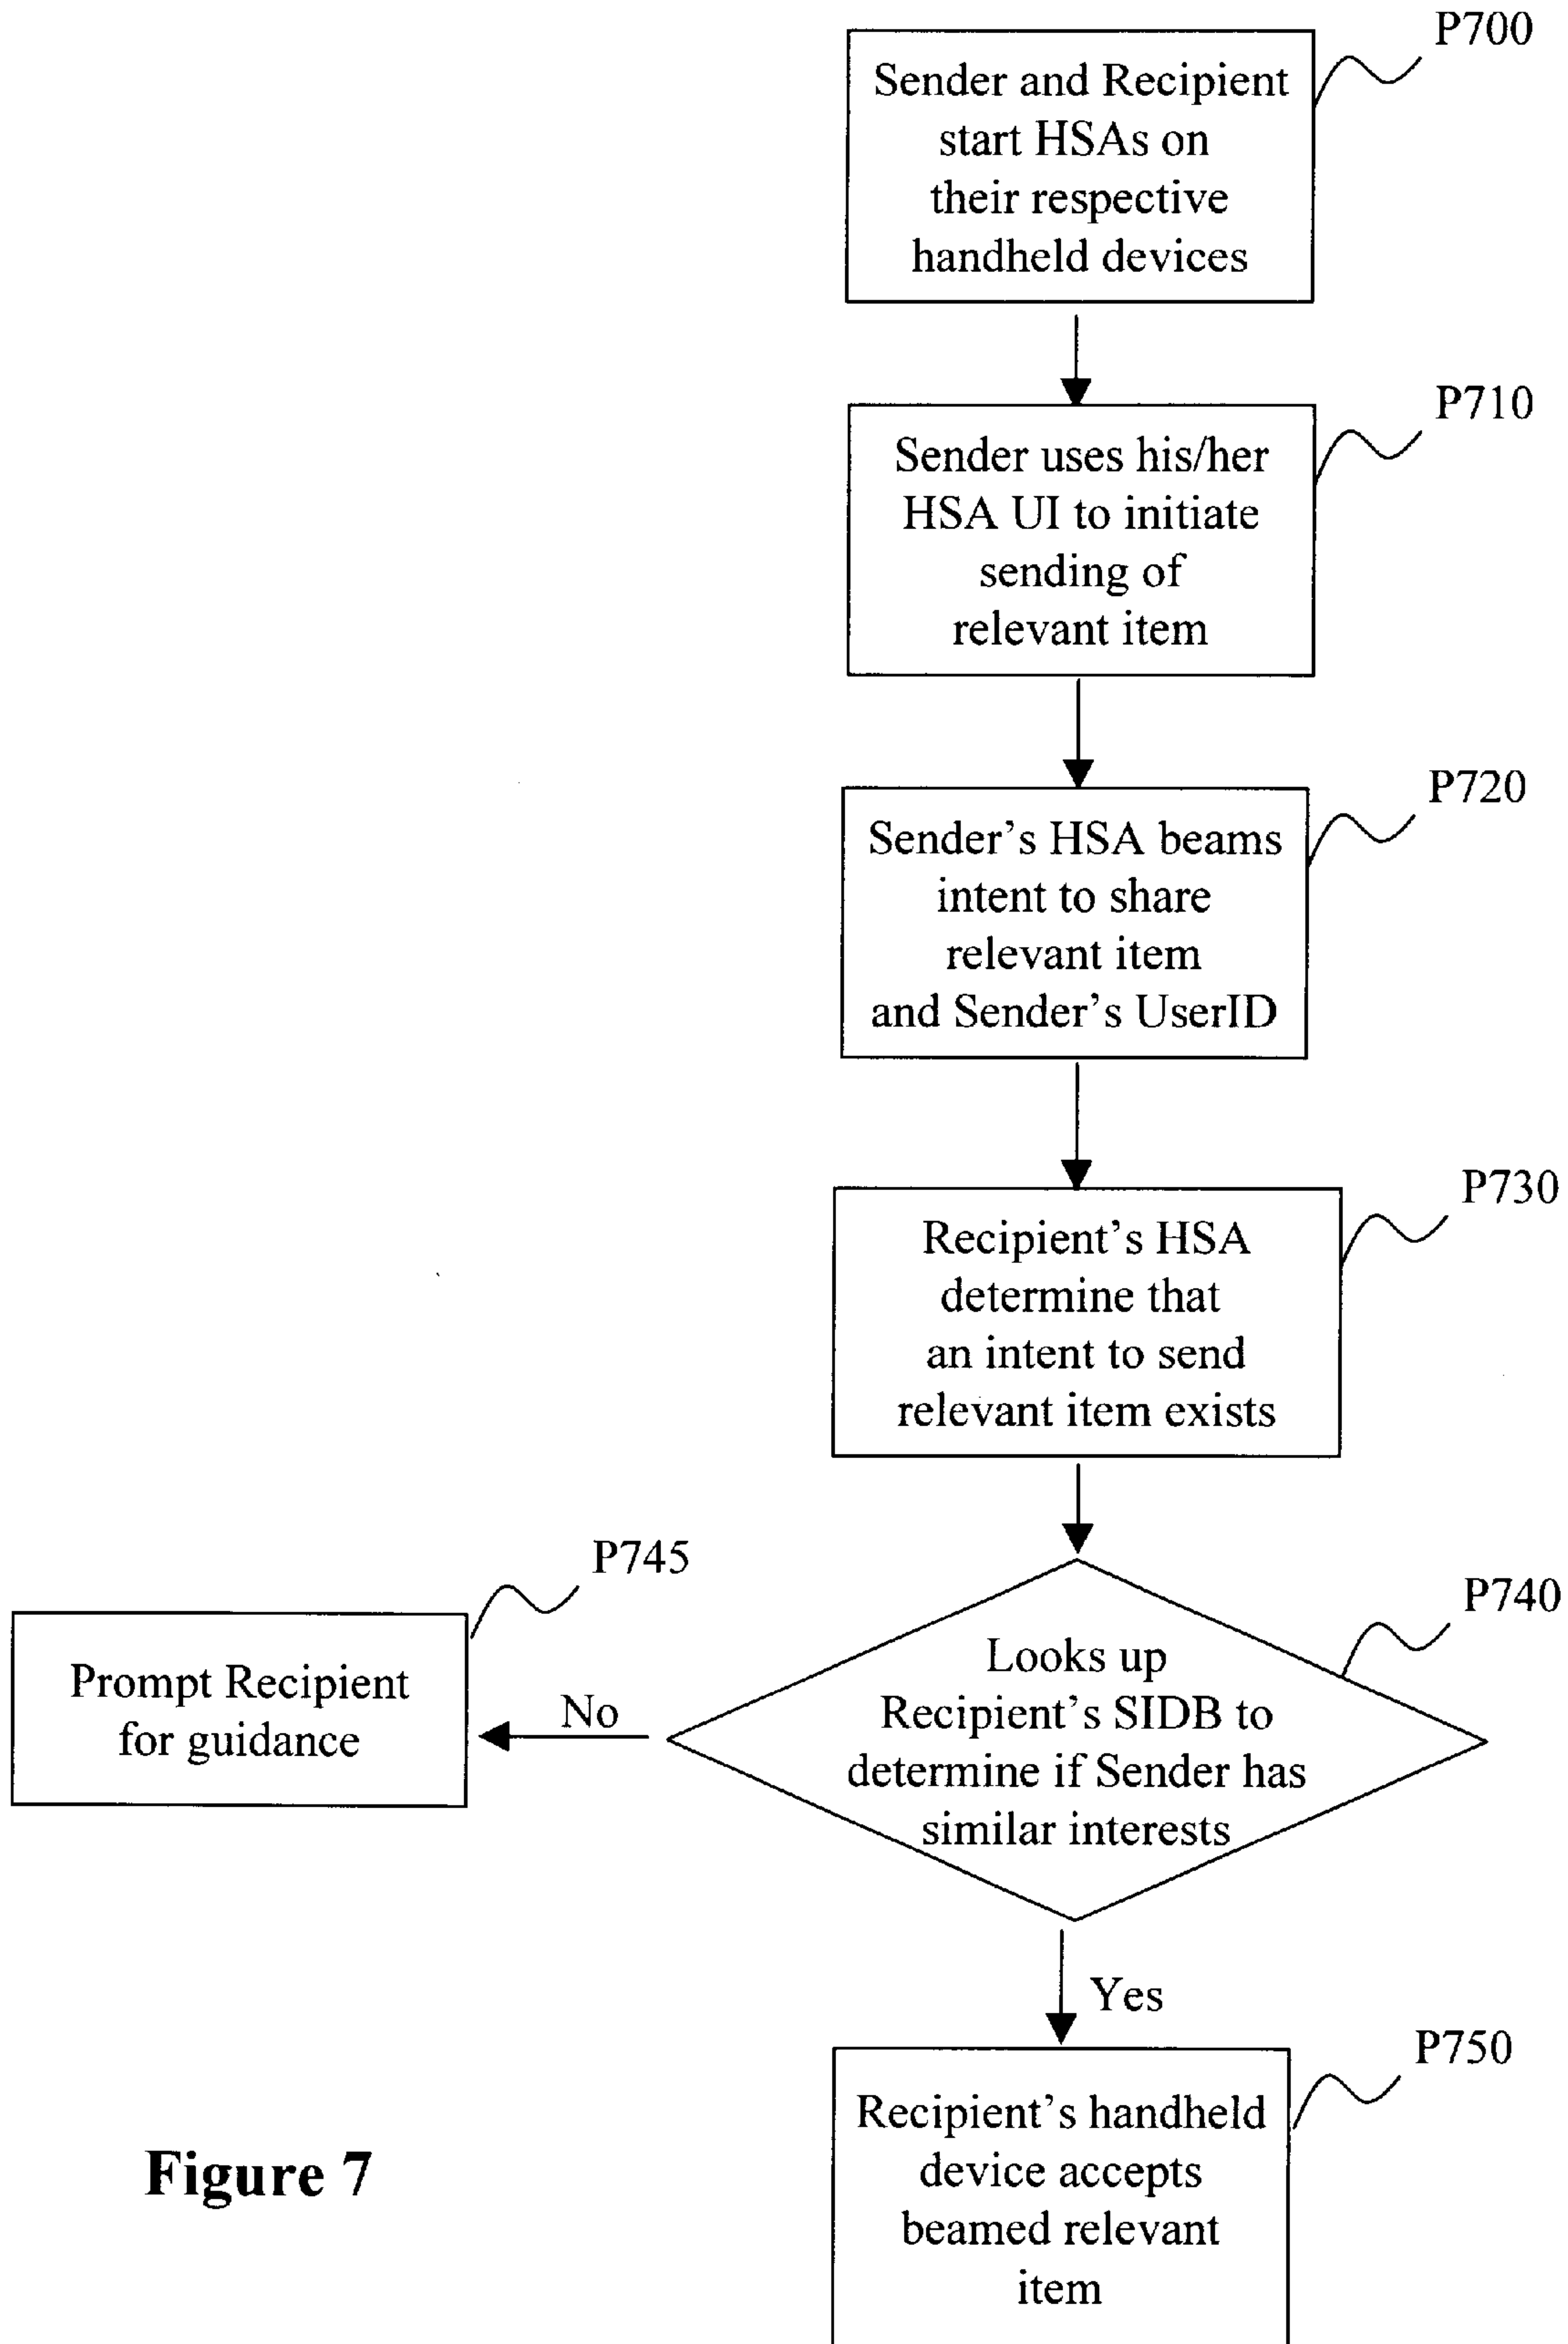 P700
Sender and Recipient
start HSAs on
their respective
handheld devices
P710
Sender uses his/her
HSA UI to initiate
sending of
relevant item
P720
Sender's HSA beams
intent to share
relevant item
and Sender's UserID
P730
Recipient's HSA
determine that
an intent to send
relevant item exists
P745
Prompt Recipient
for guidance
No
P740
Looks up
Recipient's SIDB to
determine if Sender has
similar interests
Yes
P750
Recipient's handheld
device accepts
beamed relevant
item
Figure 7